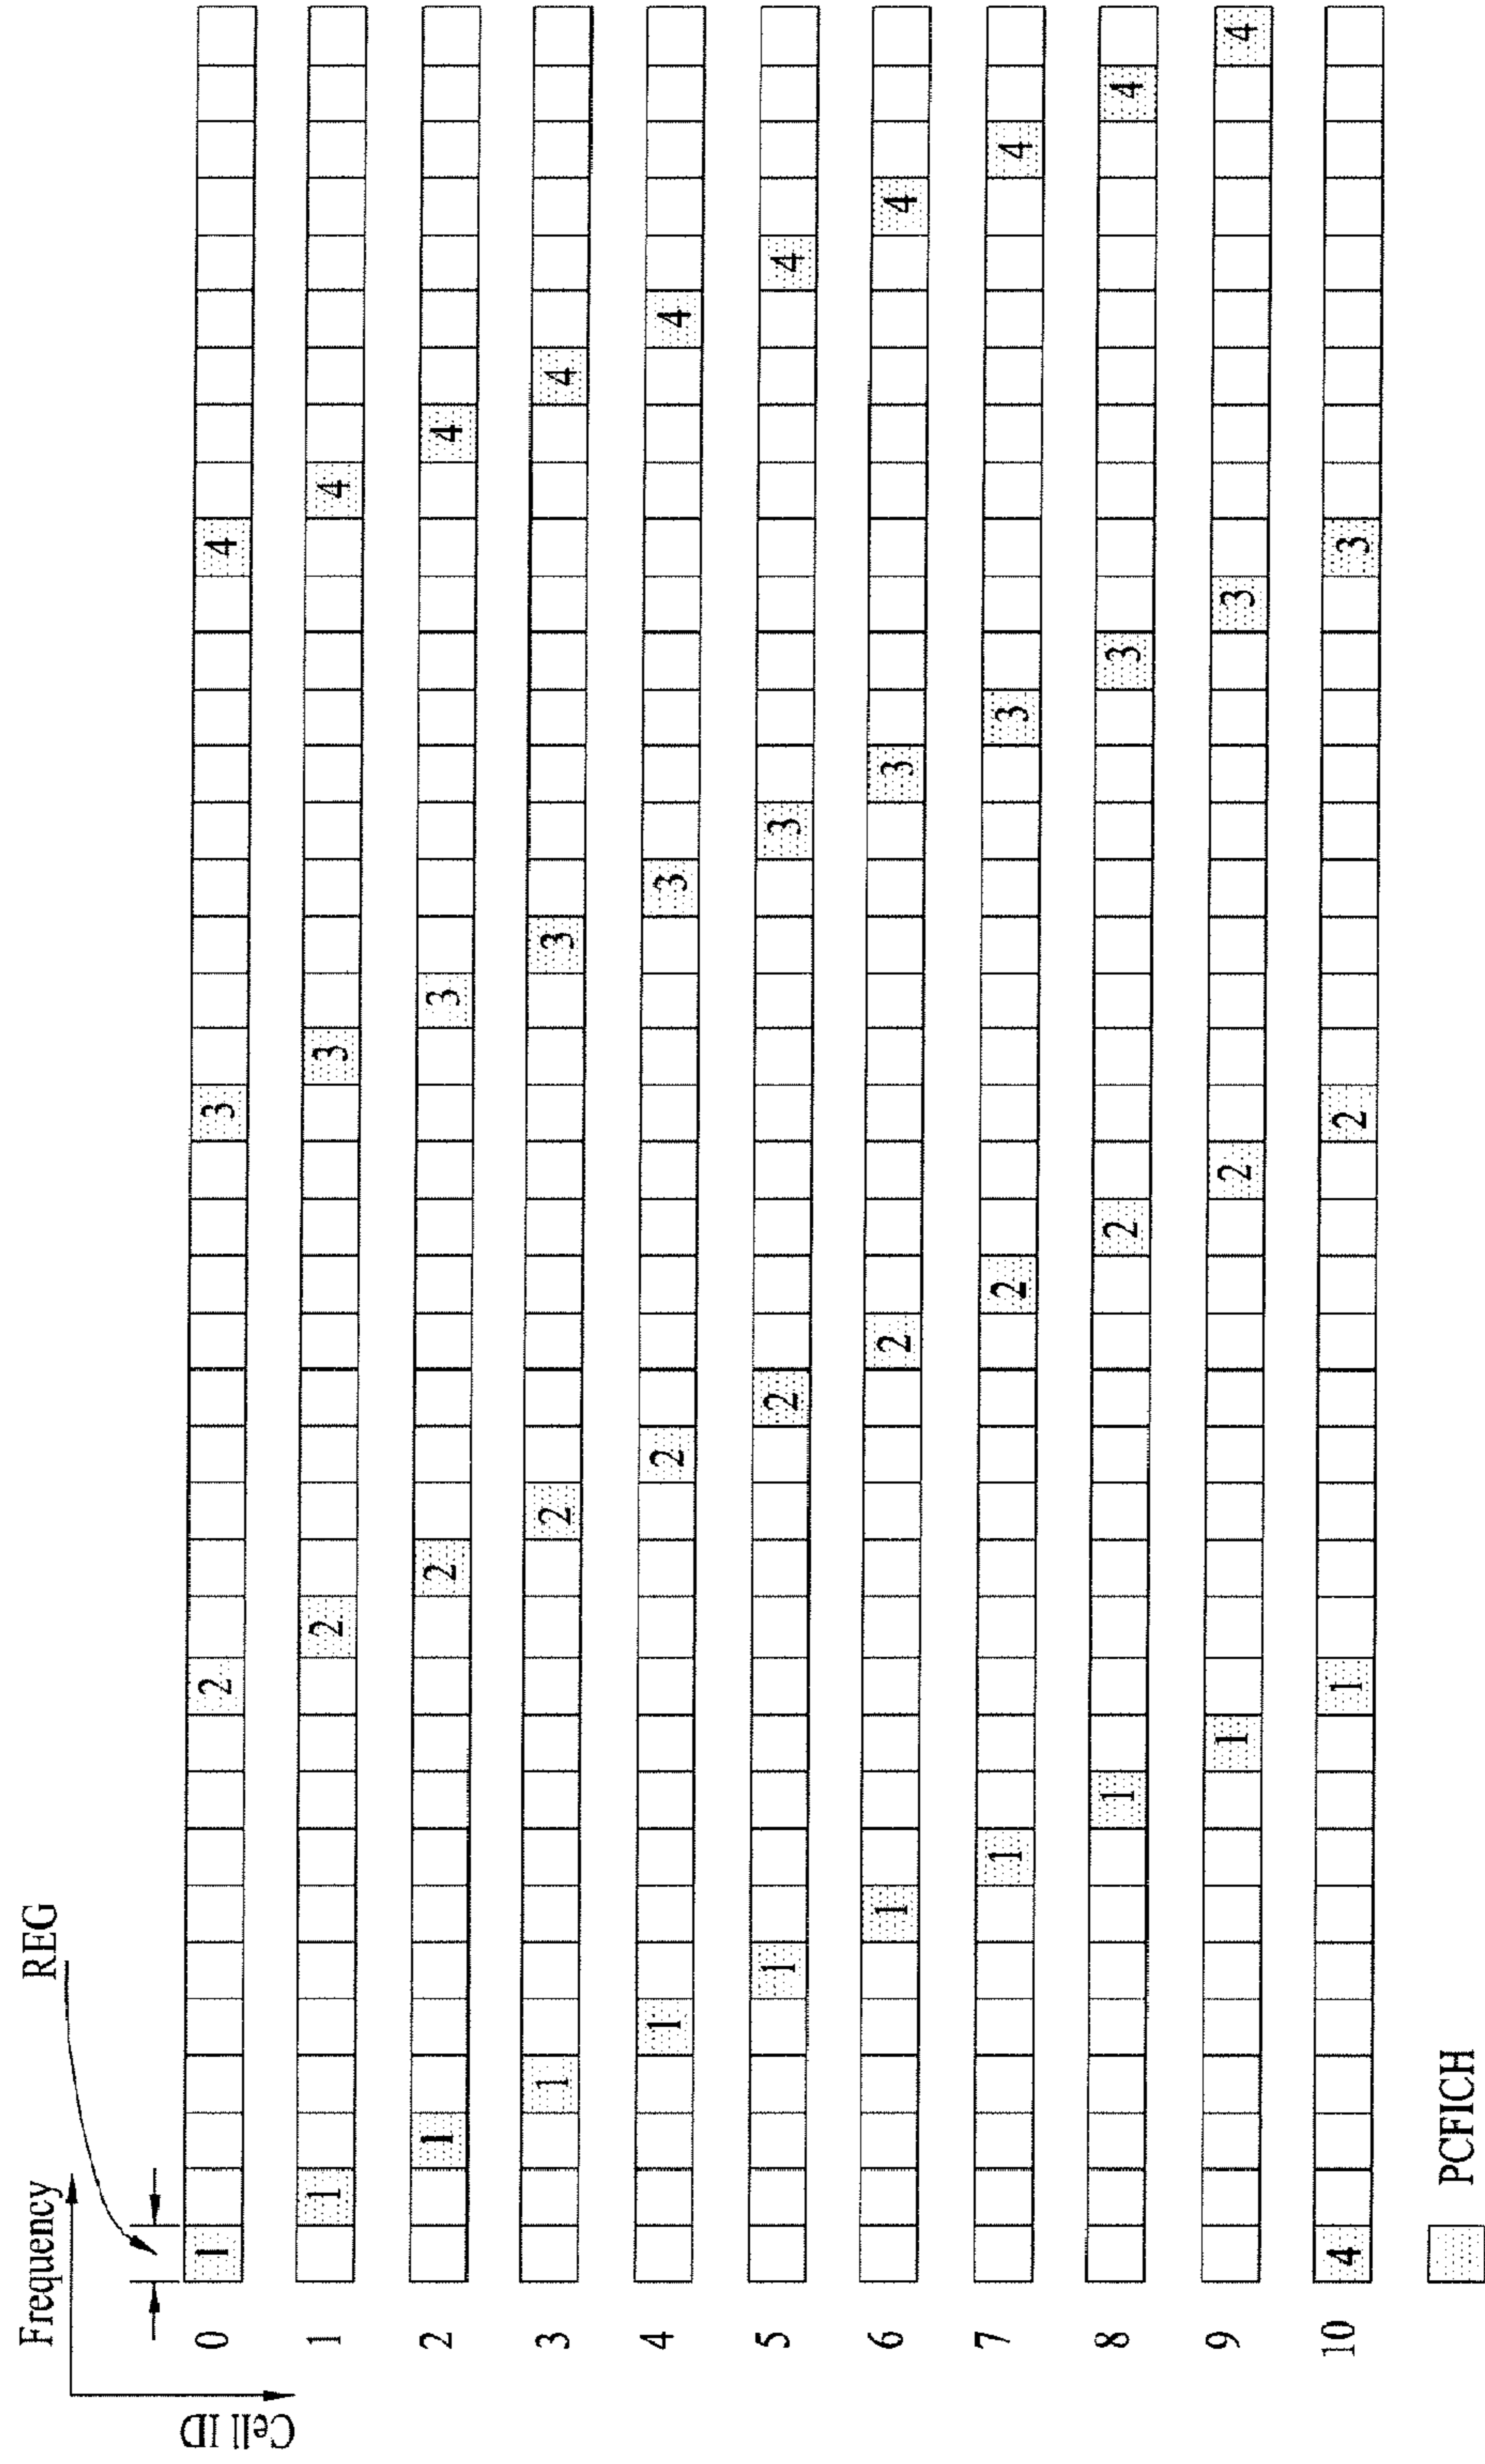 Frequency
REG
Cell ID
0 1 2 3 4
1 1 2 3 4
2 1 2 3 4
3 1 2 3 4
4 1 2 3 4
5 1 2 3 4
6 1 2 3 4
7 1 2 3 4
8 1 2 3 4
9 1 2 3 4
10 4 1 2 3
PCFICH